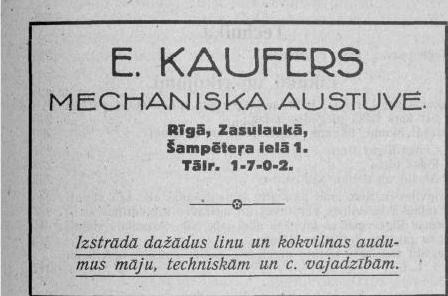 E. KAUFERS
MECHANISKA AUSTUVE.
Rīgā, Zasulaukā,
Šampēteŗa ielā 1.
Tālr. 1-7-0-2.
Izstrādā dažādus linu un kokvilnas audu-
mus māju, techniskām un c. vajadzībām.